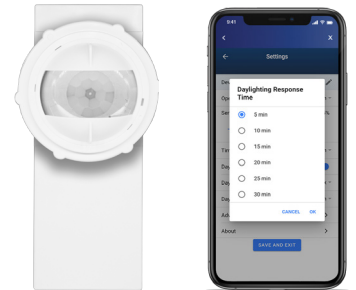 9:41
X
Settings
Daylighting Response
Time
5 min
10 min
15 min
20 min
25 min
30 min
CANCEL OK
About
SAVE AND EXIT